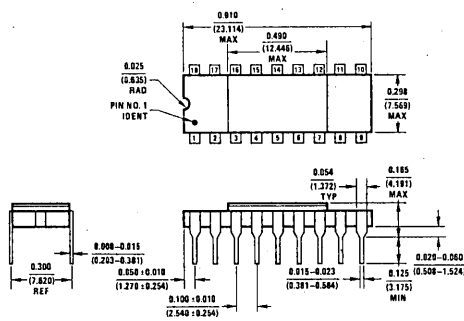 0.910
(23.114)
MAX
0.490
(12.446)
MAX
18 17 16 15 14 13 12 11 10
0.025
(0.635)
RAD
PIN NO. 1
IDENT
0.298
(7.569)
MAX
1 2 3 4 5 6 7 8 9
0.054
(1.372)
TYP
0.165
(4.191)
MAX
0.008–0.015
(0.203–0.381)
0.300
(7.620)
REF
0.050 ±0.010
(1.270 ±0.254)
0.100 ±0.010
(2.540 ±0.254)
0.015–0.023
(0.381–0.584)
0.020–0.060
(0.508–1.524)
0.125
(3.175)
MIN